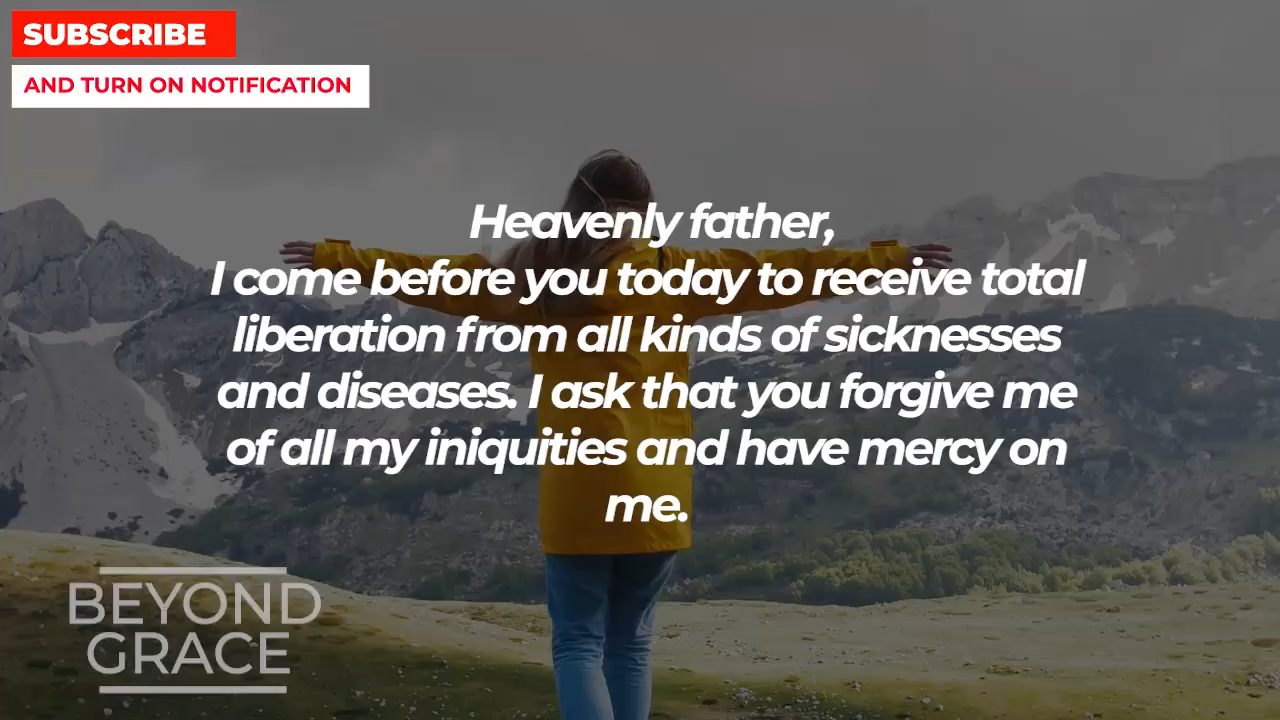 SUBSCRIBE
AND TURN ON NOTIFICATION
Heavenly father,
I come before you today to receive total
liberation from all kinds of sicknesses
and diseases. I ask that you forgive me
of all my iniquities and have mercy on
me.
BEYOND
GRACE